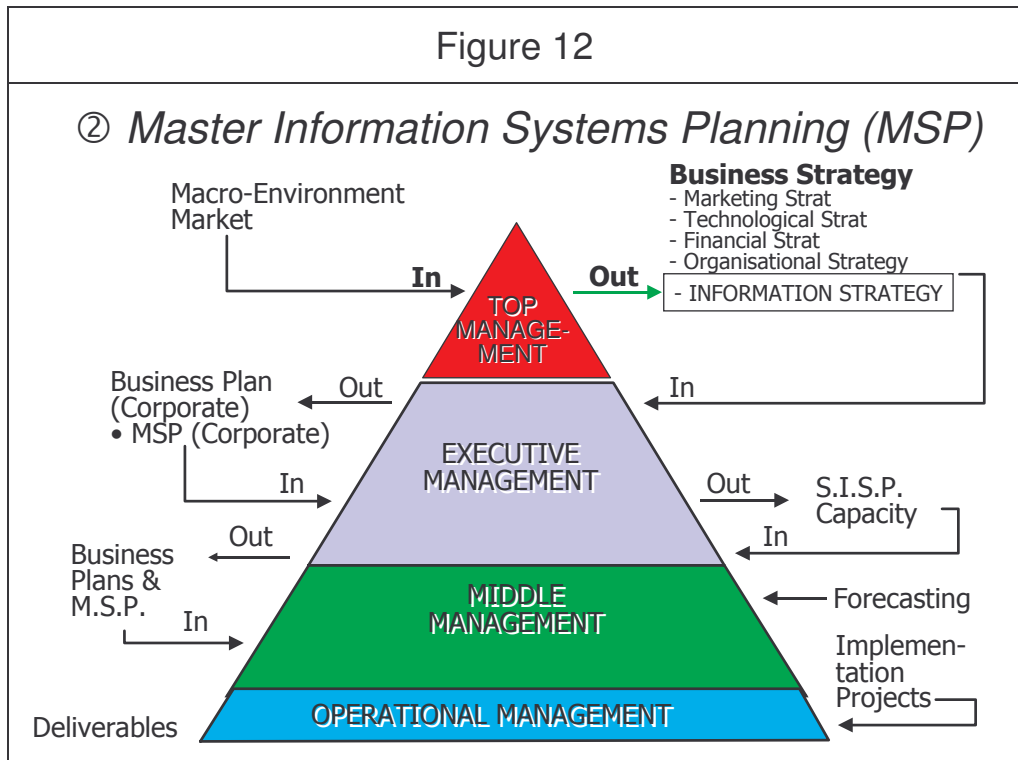 Figure 12
② Master Information Systems Planning (MSP)
Macro-Environment
Market
In
TOP
MANAGE-
MENT
Out
Business Strategy
- Marketing Strat
- Technological Strat
- Financial Strat
- Organisational Strategy
- INFORMATION STRATEGY
In
Business Plan
(Corporate)
• MSP (Corporate)
Out
In
EXECUTIVE
MANAGEMENT
Out
S.I.S.P.
Capacity
In
Out
Business
Plans &
M.S.P.
In
MIDDLE
MANAGEMENT
Forecasting
Implemen-
tation
Projects
Deliverables
OPERATIONAL MANAGEMENT